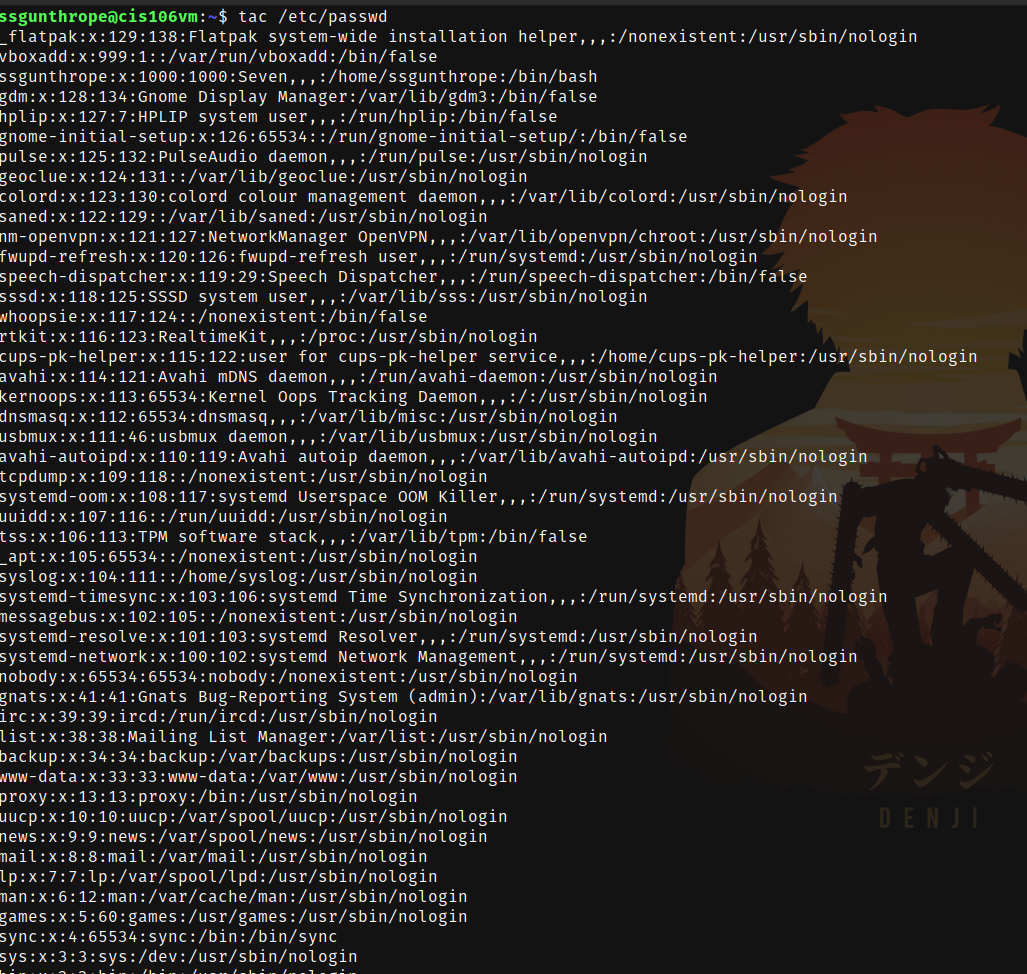 ssgunthrope@cis106vm:~$ tac /etc/passwd
_flatpak:x:129:138:Flatpak system-wide installation helper,,,:/nonexistent:/usr/sbin/nologin
vboxadd:x:999:1::/var/run/vboxadd:/bin/false
ssgunthrope:x:1000:1000:Seven,,,:/home/ssgunthrope:/bin/bash
gdm:x:128:134:Gnome Display Manager:/var/lib/gdm3:/bin/false
hplip:x:127:7:HPLIP system user,,,:/run/hplip:/bin/false
gnome-initial-setup:x:126:65534::/run/gnome-initial-setup/:/bin/false
pulse:x:125:132:PulseAudio daemon,,,:/run/pulse:/usr/sbin/nologin
geoclue:x:124:131::/var/lib/geoclue:/usr/sbin/nologin
colord:x:123:130:colord colour management daemon,,,:/var/lib/colord:/usr/sbin/nologin
saned:x:122:129::/var/lib/saned:/usr/sbin/nologin
nm-openvpn:x:121:127:NetworkManager OpenVPN,,,:/var/lib/openvpn/chroot:/usr/sbin/nologin
fwupd-refresh:x:120:126:fwupd-refresh user,,,:/run/systemd:/usr/sbin/nologin
speech-dispatcher:x:119:29:Speech Dispatcher,,,:/run/speech-dispatcher:/bin/false
sssd:x:118:125:SSSD system user,,,:/var/lib/sss:/usr/sbin/nologin
whoopsie:x:117:124::/nonexistent:/bin/false
rtkit:x:116:123:RealtimeKit,,,:/proc:/usr/sbin/nologin
cups-pk-helper:x:115:122:user for cups-pk-helper service,,,:/home/cups-pk-helper:/usr/sbin/nologin
avahi:x:114:121:Avahi mDNS daemon,,,:/run/avahi-daemon:/usr/sbin/nologin
kernoops:x:113:65534:Kernel Oops Tracking Daemon,,,:/:/usr/sbin/nologin
dnsmasq:x:112:65534:dnsmasq,,,:/var/lib/misc:/usr/sbin/nologin
usbmux:x:111:46:usbmux daemon,,,:/var/lib/usbmux:/usr/sbin/nologin
avahi-autoipd:x:110:119:Avahi autoip daemon,,,:/var/lib/avahi-autoipd:/usr/sbin/nologin
tcpdump:x:109:118::/nonexistent:/usr/sbin/nologin
systemd-oom:x:108:117:systemd Userspace OOM Killer,,,:/run/systemd:/usr/sbin/nologin
uuidd:x:107:116::/run/uuidd:/usr/sbin/nologin
tss:x:106:113:TPM software stack,,,:/var/lib/tpm:/bin/false
_apt:x:105:65534::/nonexistent:/usr/sbin/nologin
syslog:x:104:111::/home/syslog:/usr/sbin/nologin
systemd-timesync:x:103:106:systemd Time Synchronization,,,:/run/systemd:/usr/sbin/nologin
messagebus:x:102:105::/nonexistent:/usr/sbin/nologin
systemd-resolve:x:101:103:systemd Resolver,,,:/run/systemd:/usr/sbin/nologin
systemd-network:x:100:102:systemd Network Management,,,:/run/systemd:/usr/sbin/nologin
nobody:x:65534:65534:nobody:/nonexistent:/usr/sbin/nologin
gnats:x:41:41:Gnats Bug-Reporting System (admin):/var/lib/gnats:/usr/sbin/nologin
irc:x:39:39:ircd:/run/ircd:/usr/sbin/nologin
list:x:38:38:Mailing List Manager:/var/list:/usr/sbin/nologin
backup:x:34:34:backup:/var/backups:/usr/sbin/nologin
www-data:x:33:33:www-data:/var/www:/usr/sbin/nologin
proxy:x:13:13:proxy:/bin:/usr/sbin/nologin
uucp:x:10:10:uucp:/var/spool/uucp:/usr/sbin/nologin
news:x:9:9:news:/var/spool/news:/usr/sbin/nologin
mail:x:8:8:mail:/var/mail:/usr/sbin/nologin
lp:x:7:7:lp:/var/spool/lpd:/usr/sbin/nologin
man:x:6:12:man:/var/cache/man:/usr/sbin/nologin
games:x:5:60:games:/usr/games:/usr/sbin/nologin
sync:x:4:65534:sync:/bin:/bin/sync
sys:x:3:3:sys:/dev:/usr/sbin/nologin
デンジ
DENJI